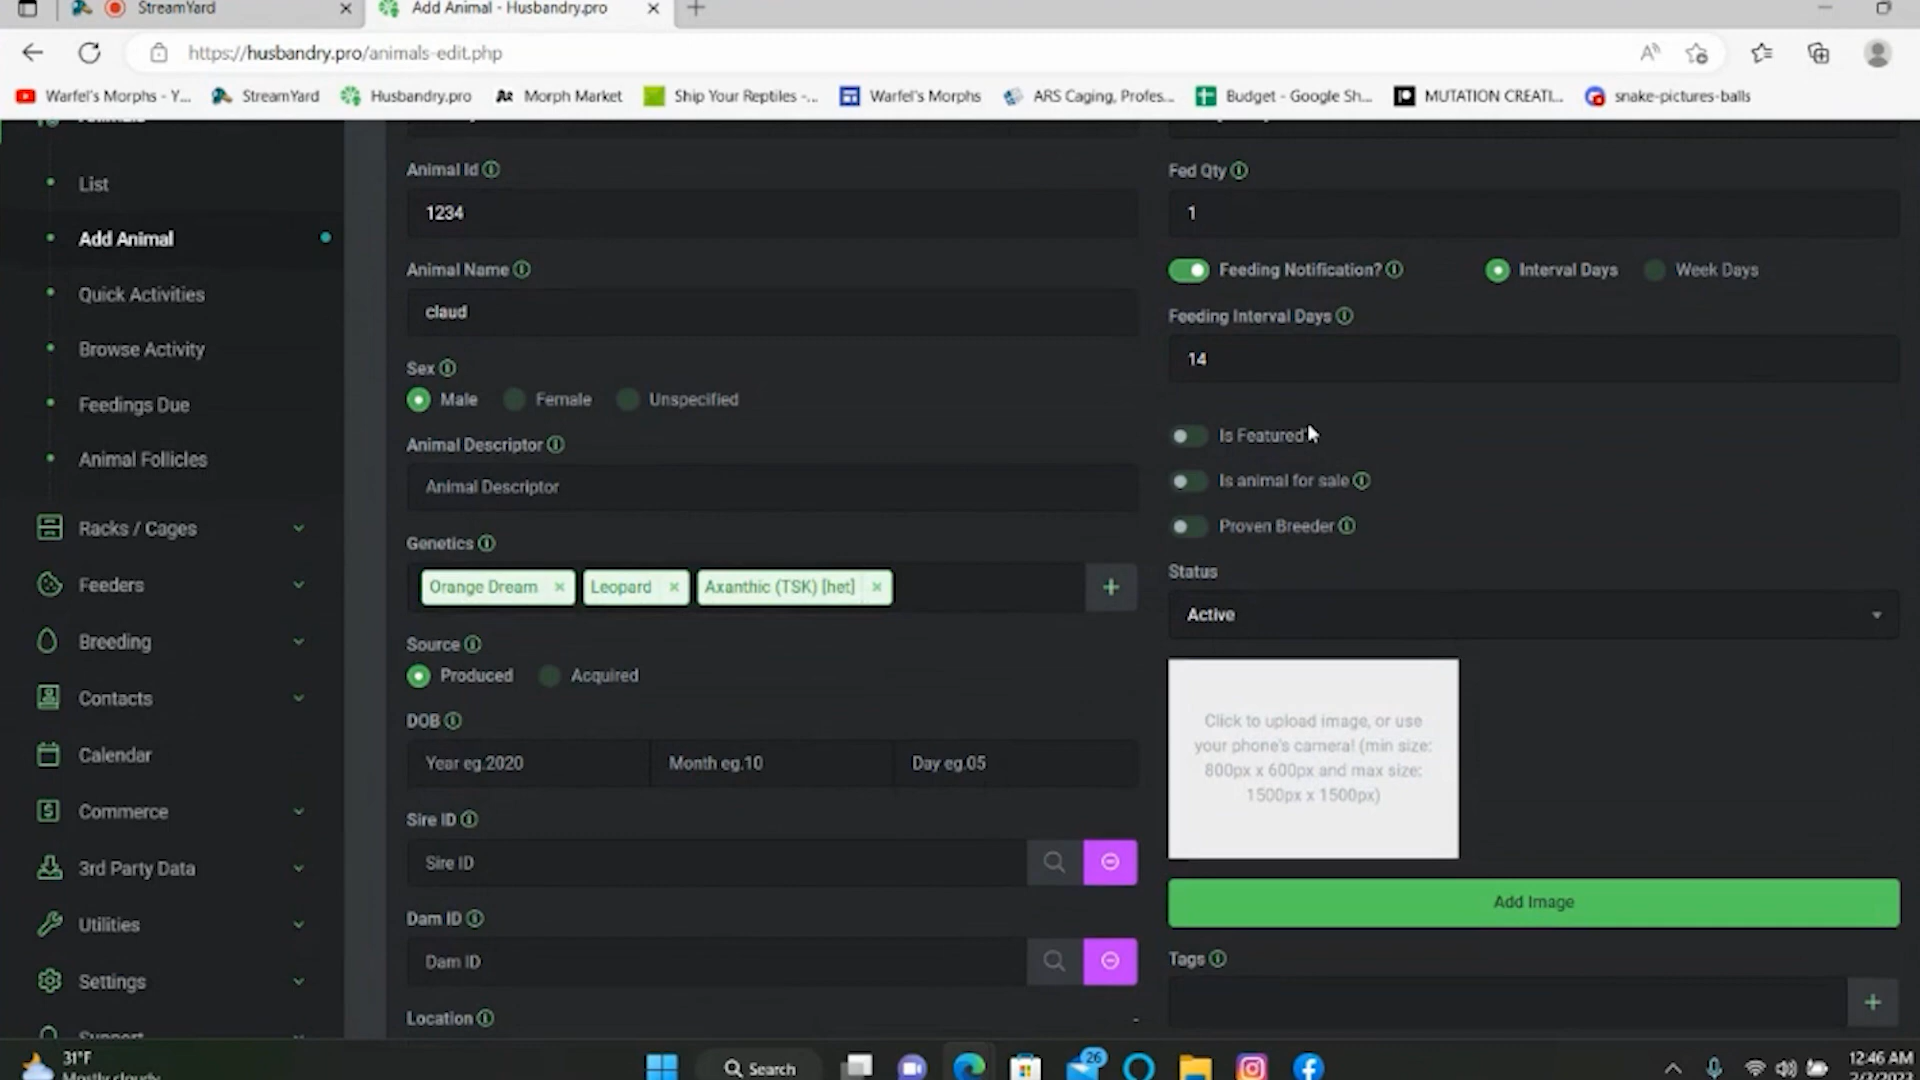 StreamYard
Add Animal - Husbandry.pro
https://husbandry.pro/animals-edit.php
Warfel's Morphs - Y...
StreamYard
Husbandry.pro
Morph Market
Ship Your Reptiles -...
Warfel's Morphs
ARS Caging, Profes...
Budget - Google Sh...
MUTATION CREATI...
snake-pictures-balls
List
Add Animal
Quick Activities
Browse Activity
Feedings Due
Animal Follicles
Racks / Cages
Feeders
Breeding
Contacts
Calendar
Commerce
3rd Party Data
Utilities
Settings
Support
Animal Id
1234
Animal Name
claud
Sex
Male
Female
Unspecified
Animal Descriptor
Animal Descriptor
Genetics
Orange Dream ×
Leopard ×
Axanthic (TSK) [het] ×
+
Source
Produced
Acquired
DOB
Year eg.2020
Month eg.10
Day eg.05
Sire ID
Sire ID
Dam ID
Dam ID
Location
-
Fed Qty
1
Feeding Notification?
Interval Days
Week Days
Feeding Interval Days
14
Is Featured
Is animal for sale
Proven Breeder
Status
Active
Click to upload image, or use
your phone's camera! (min size:
800px x 600px and max size:
1500px x 1500px)
Add Image
Tags
+
31°F
Mostly cloudy
Search
26
12:46 AM
2/3/2023